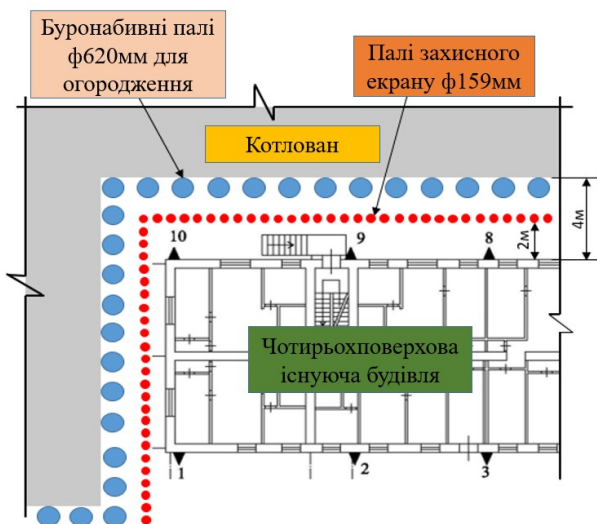 Буронабивні палі
ф620мм для
огородження
Палі захисного
екрану ф159мм
Котлован
4м
2м
10
9
8
Чотирьохповерхова
існуюча будівля
1
2
3